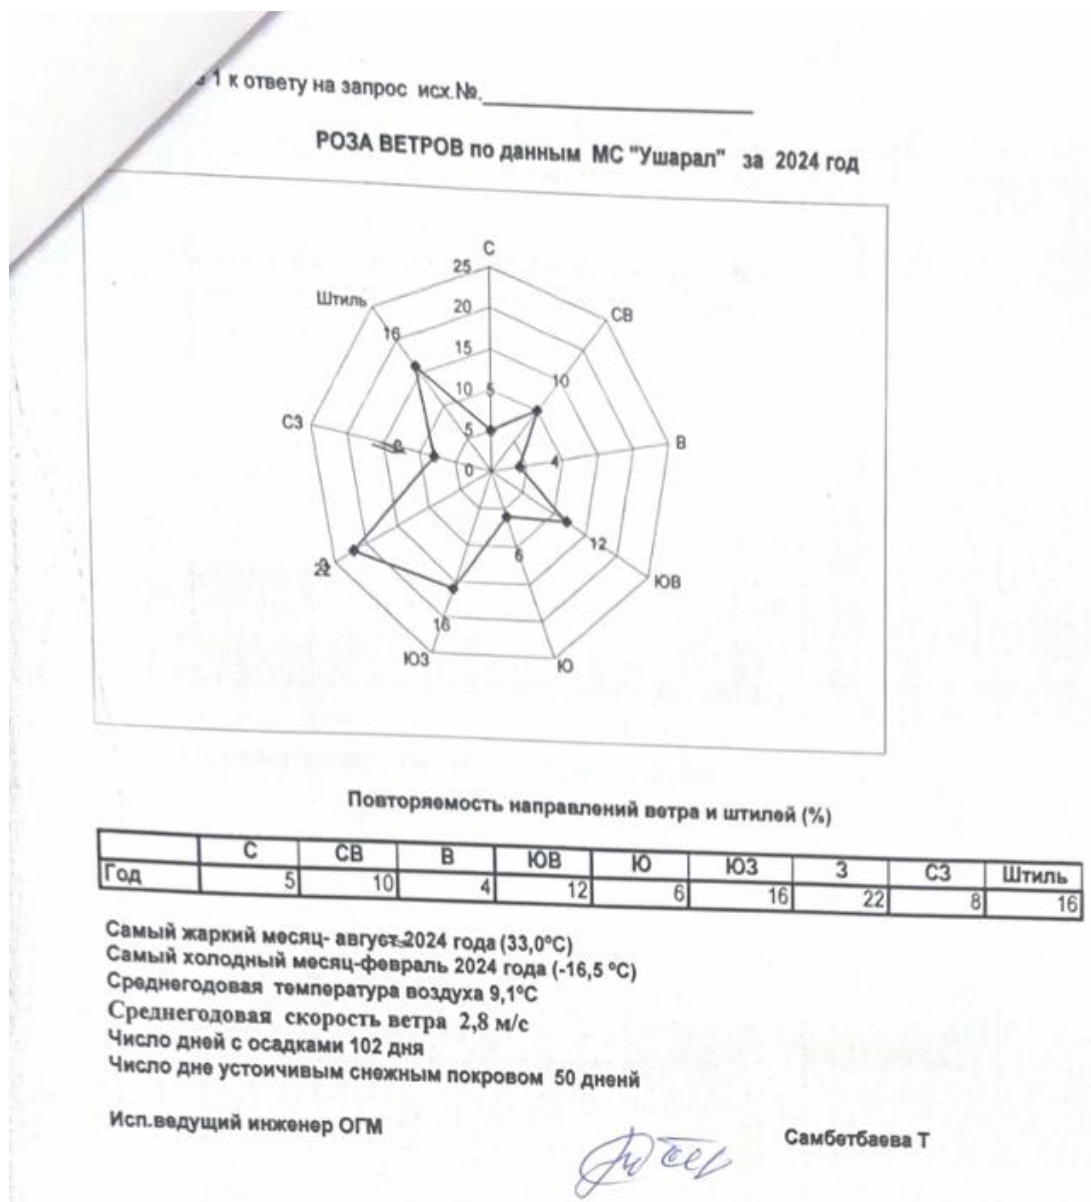 1 к ответу на запрос исх.№.
РОЗА ВЕТРОВ по данным МС "Ушарал" за 2024 год
С
25
СВ
Штиль
20
16
15
10
5
10
СЗ
5
8
В
4
0
12
6
22
З
ЮВ
16
ЮЗ
Ю
Повторяемость направлений ветра и штилей (%)
С СВ В ЮВ Ю ЮЗ З СЗ Штиль
Год 5 10 4 12 6 16 22 8 16
Самый жаркий месяц- август 2024 года (33,0°С)
Самый холодный месяц-февраль 2024 года (-16,5 °С)
Среднегодовая температура воздуха 9,1°С
Среднегодовая скорость ветра 2,8 м/с
Число дней с осадками 102 дня
Число дне устоичивым снежным покровом 50 дненй
Исп.ведущий инженер ОГМ
Самбетбаева Т